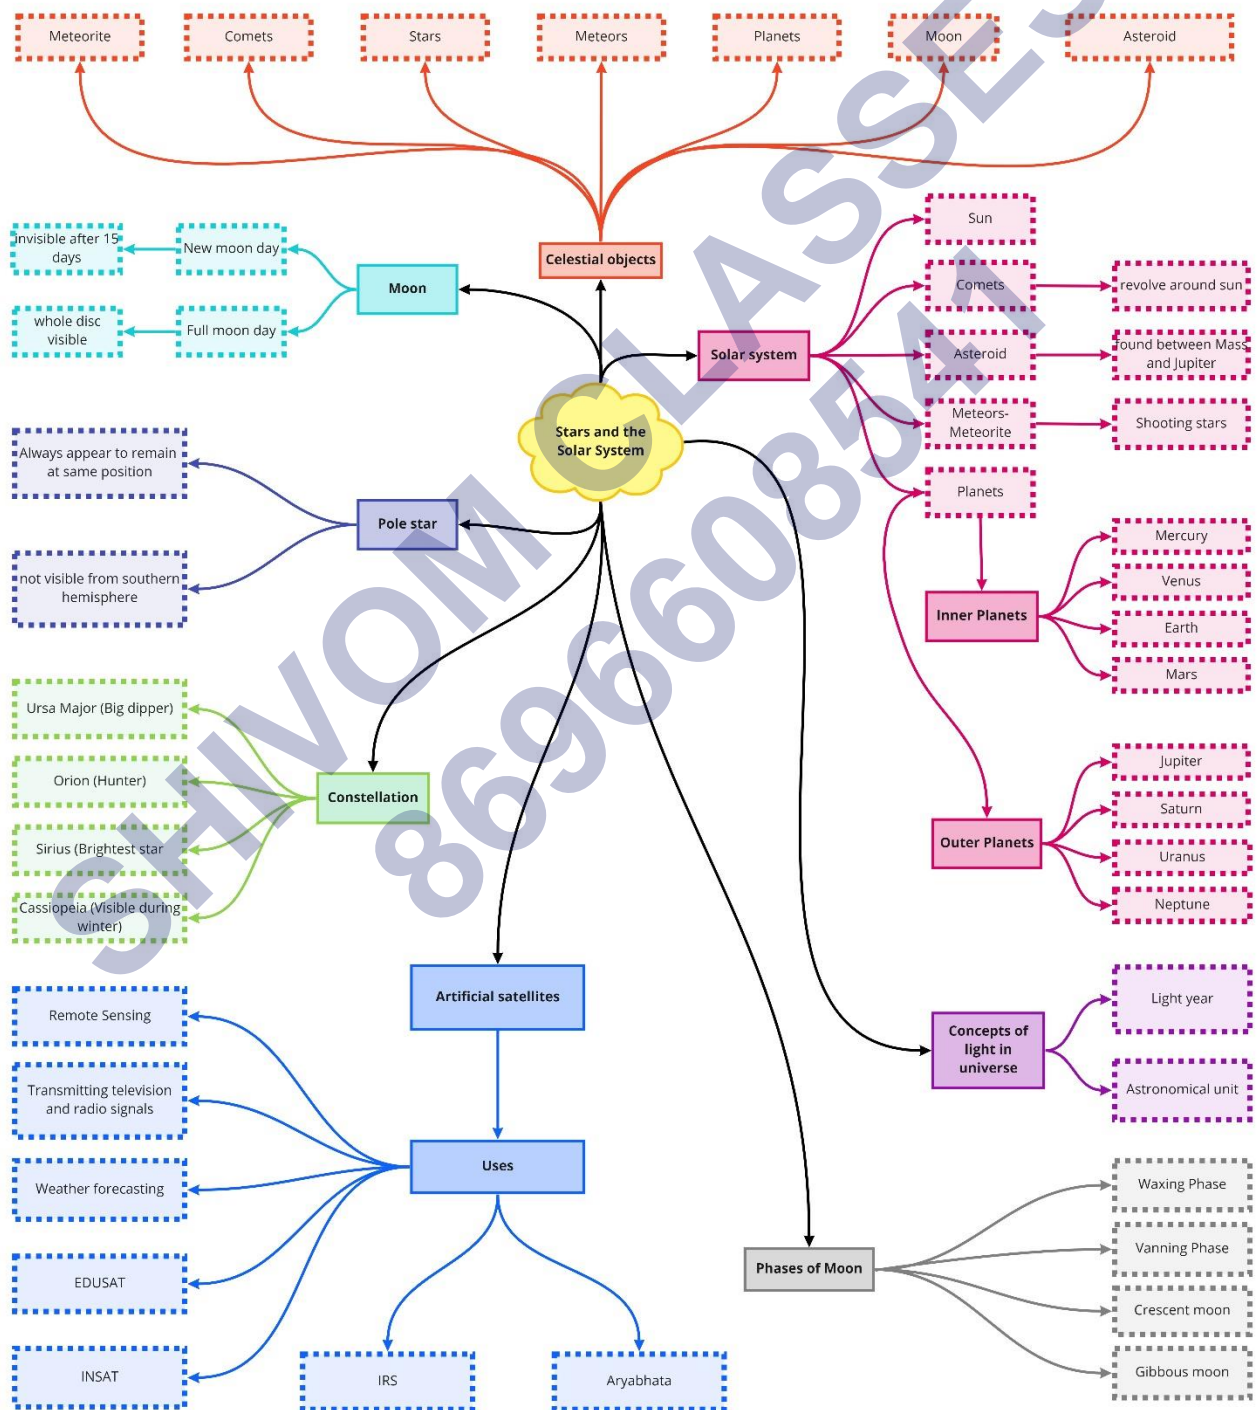 Meteorite
Comets
Stars
Meteors
Planets
Moon
Asteroid
Celestial objects
invisible after 15
days
New moon day
Moon
whole disc
visible
Full moon day
Solar system
Sun
Comets
revolve around sun
Asteroid
found between Mass
and Jupiter
Meteors-
Meteorite
Shooting stars
Planets
Stars and the
Solar System
Always appear to remain
at same position
Pole star
not visible from southern
hemisphere
Inner Planets
Mercury
Venus
Earth
Mars
Ursa Major (Big dipper)
Orion (Hunter)
Constellation
Sirius (Brightest star
Cassiopeia (Visible during
winter)
Outer Planets
Jupiter
Saturn
Uranus
Neptune
Artificial satellites
Remote Sensing
Transmitting television
and radio signals
Uses
Weather forecasting
EDUSAT
INSAT
IRS
Aryabhata
Concepts of
light in
universe
Light year
Astronomical unit
Phases of Moon
Waxing Phase
Vanning Phase
Crescent moon
Gibbous moon
SHIVOM CLASSES
8696608541